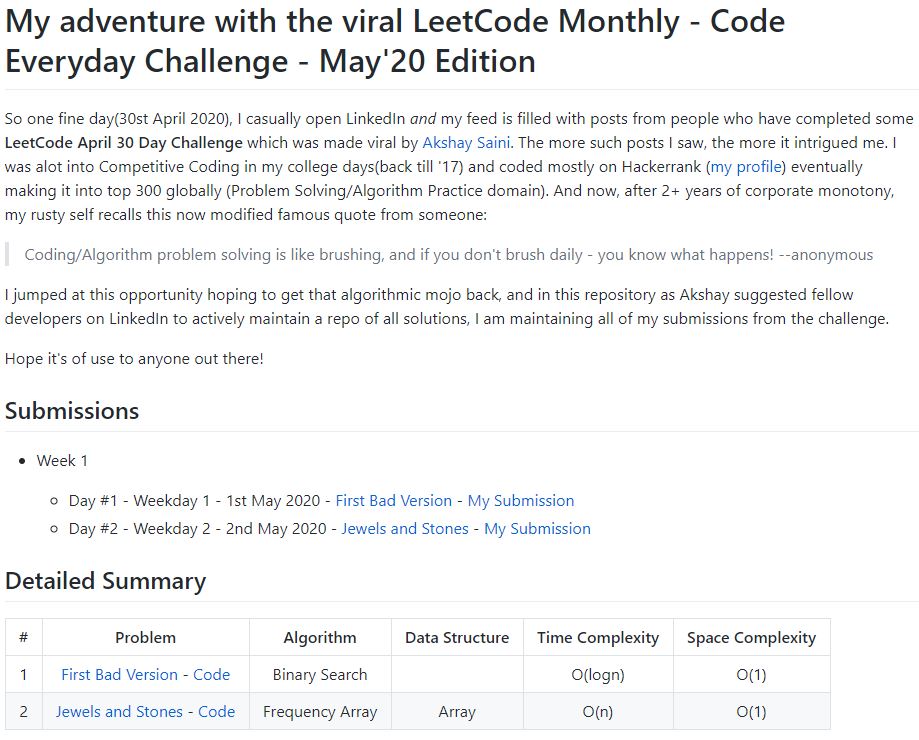 My adventure with the viral LeetCode Monthly - Code
Everyday Challenge - May'20 Edition
So one fine day(30st April 2020), I casually open LinkedIn and my feed is filled with posts from people who have completed some
LeetCode April 30 Day Challenge which was made viral by Akshay Saini. The more such posts I saw, the more it intrigued me. I
was alot into Competitive Coding in my college days(back till '17) and coded mostly on Hackerrank (my profile) eventually
making it into top 300 globally (Problem Solving/Algorithm Practice domain). And now, after 2+ years of corporate monotony,
my rusty self recalls this now modified famous quote from someone:
Coding/Algorithm problem solving is like brushing, and if you don't brush daily - you know what happens! --anonymous
I jumped at this opportunity hoping to get that algorithmic mojo back, and in this repository as Akshay suggested fellow
developers on LinkedIn to actively maintain a repo of all solutions, I am maintaining all of my submissions from the challenge.
Hope it's of use to anyone out there!
Submissions
• Week 1
○ Day #1 - Weekday 1 - 1st May 2020 - First Bad Version - My Submission
○ Day #2 - Weekday 2 - 2nd May 2020 - Jewels and Stones - My Submission
Detailed Summary
# Problem Algorithm Data Structure Time Complexity Space Complexity
1 First Bad Version - Code Binary Search O(logn) O(1)
2 Jewels and Stones - Code Frequency Array Array O(n) O(1)